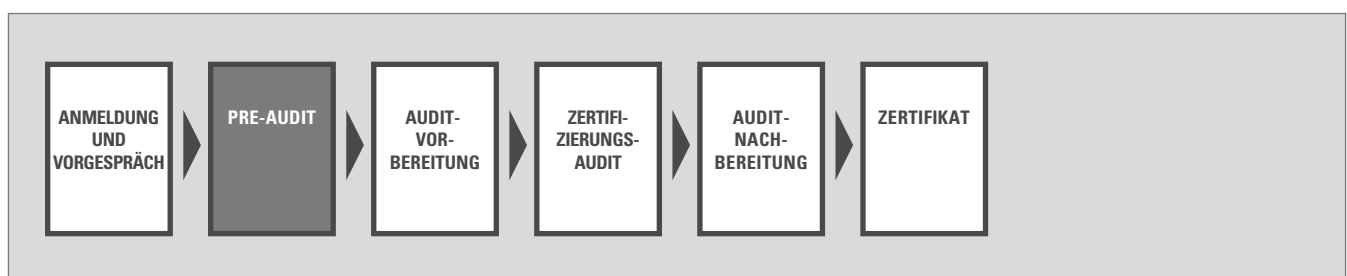 ANMELDUNG
UND
VORGESPRÄCH
PRE-AUDIT
AUDIT-
VOR-
BEREITUNG
ZERTIFI-
ZIERUNGS-
AUDIT
AUDIT-
NACH-
BEREITUNG
ZERTIFIKAT